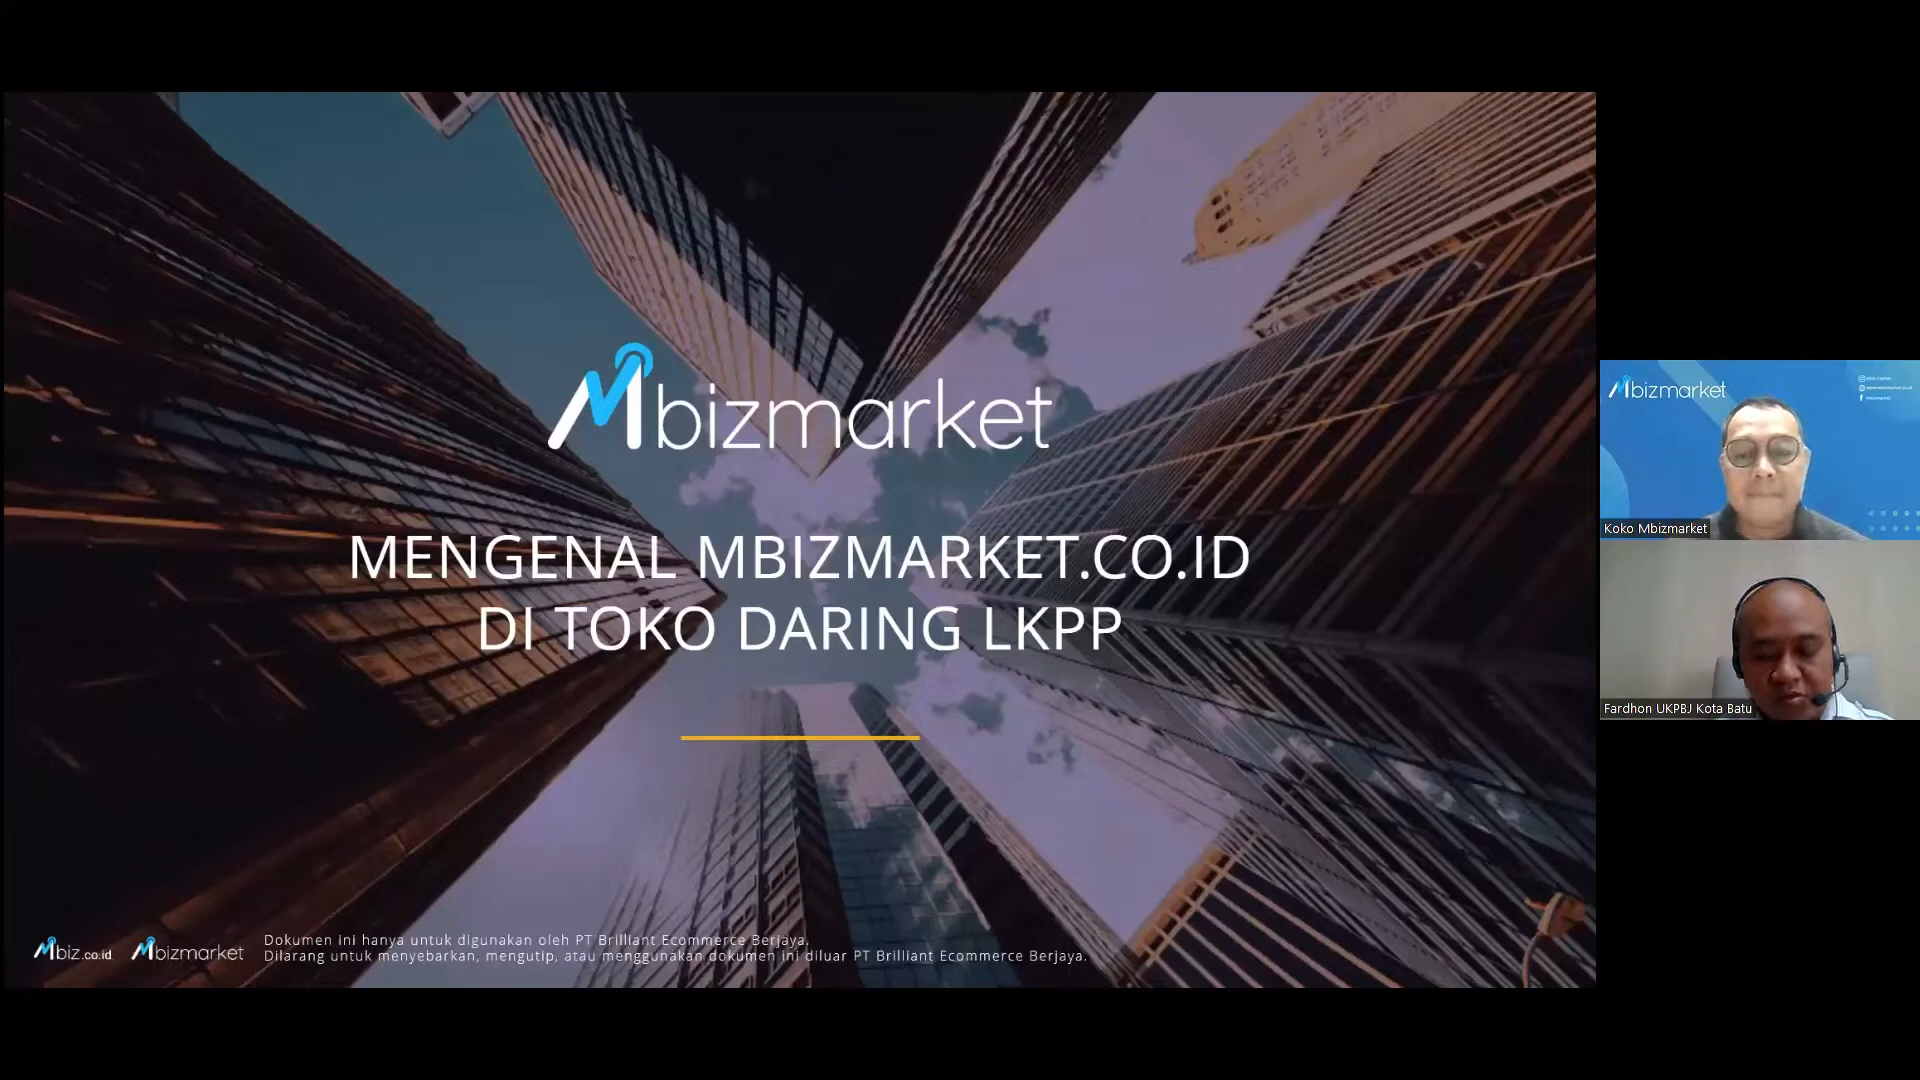 Mbizmarket
MENGENAL MBIZMARKET.CO.ID
DI TOKO DARING LKPP
Mbiz.co.id
Mbizmarket
Dokumen ini hanya untuk digunakan oleh PT Brilliant Ecommerce Berjaya.
Dilarang untuk menyebarkan, mengutip, atau menggunakan dokumen ini diluar PT Brilliant Ecommerce Berjaya.
Mbizmarket
Koko Mbizmarket
Fardhon UKPBJ Kota Batu